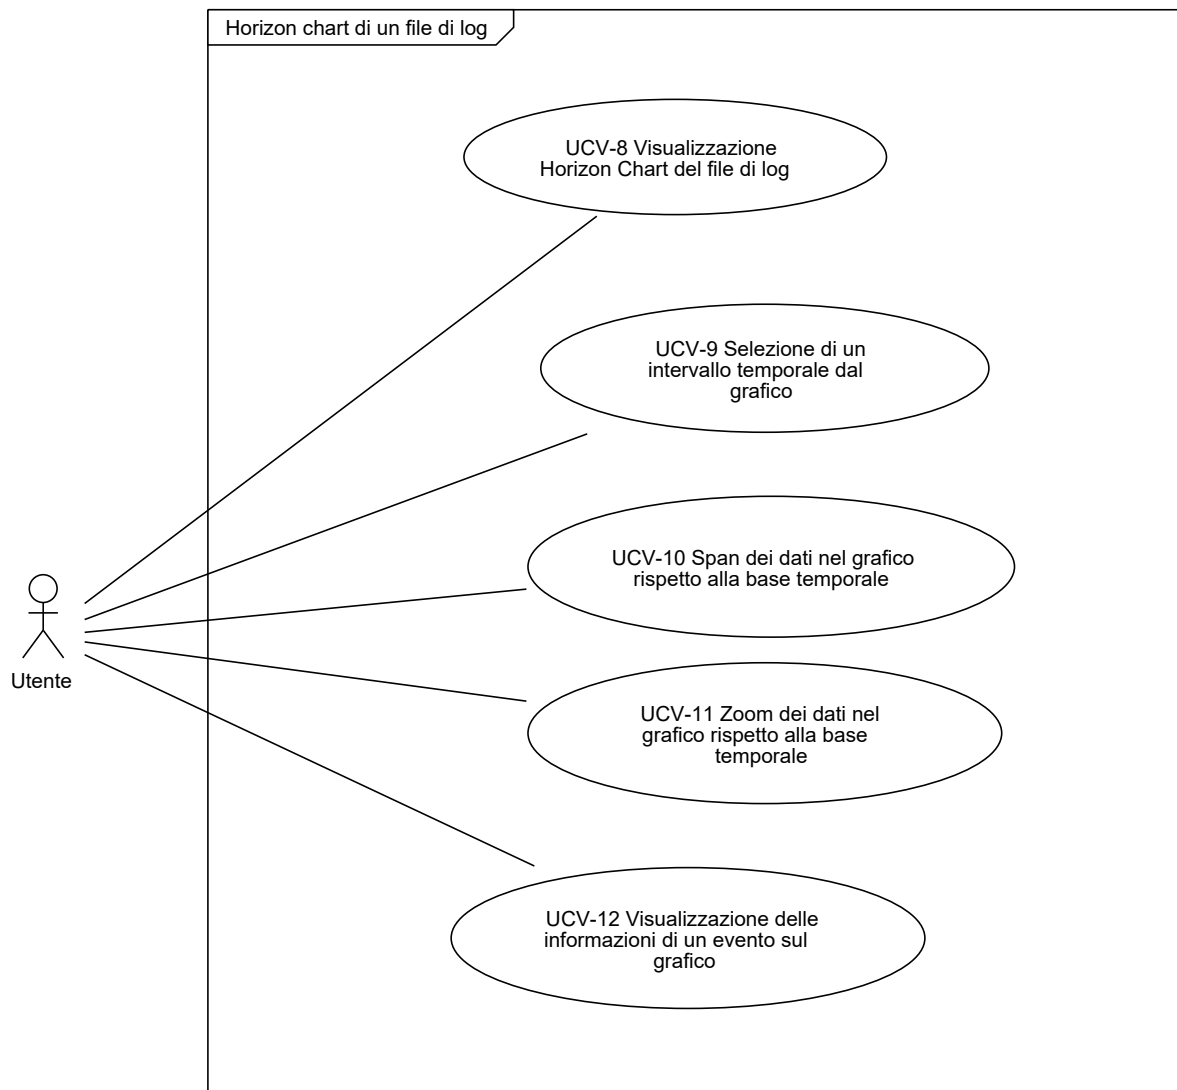 Horizon chart di un file di log
UCV-8 Visualizzazione
Horizon Chart del file di log
UCV-9 Selezione di un
intervallo temporale dal
grafico
UCV-10 Span dei dati nel grafico
rispetto alla base temporale
Utente
UCV-11 Zoom dei dati nel
grafico rispetto alla base
temporale
UCV-12 Visualizzazione delle
informazioni di un evento sul
grafico